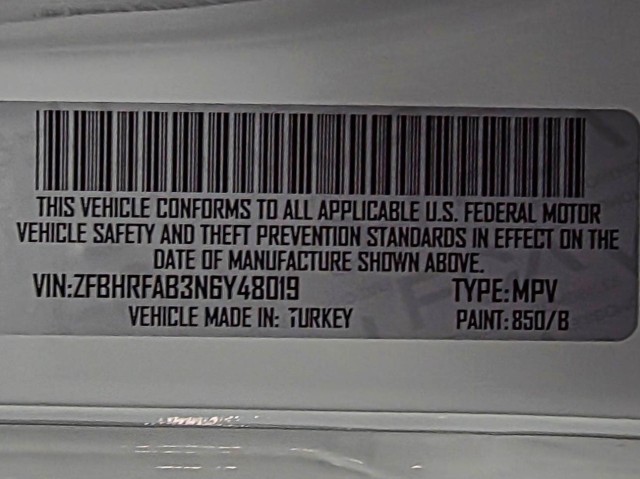 THIS VEHICLE CONFORMS TO ALL APPLICABLE U.S. FEDERAL MOTOR
VEHICLE SAFETY AND THEFT PREVENTION STANDARDS IN EFFECT ON THE
DATE OF MANUFACTURE SHOWN ABOVE.
VIN:ZFBHRFAB3N6Y48019 TYPE:MPV
VEHICLE MADE IN: TURKEY PAINT:850/B